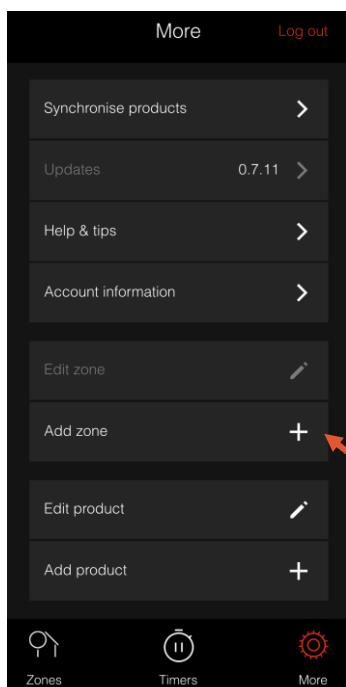 More Log out
Synchronise products
Updates 0.7.11
Help & tips
Account information
Edit zone
Add zone
Edit product
Add product
Zones Timers More